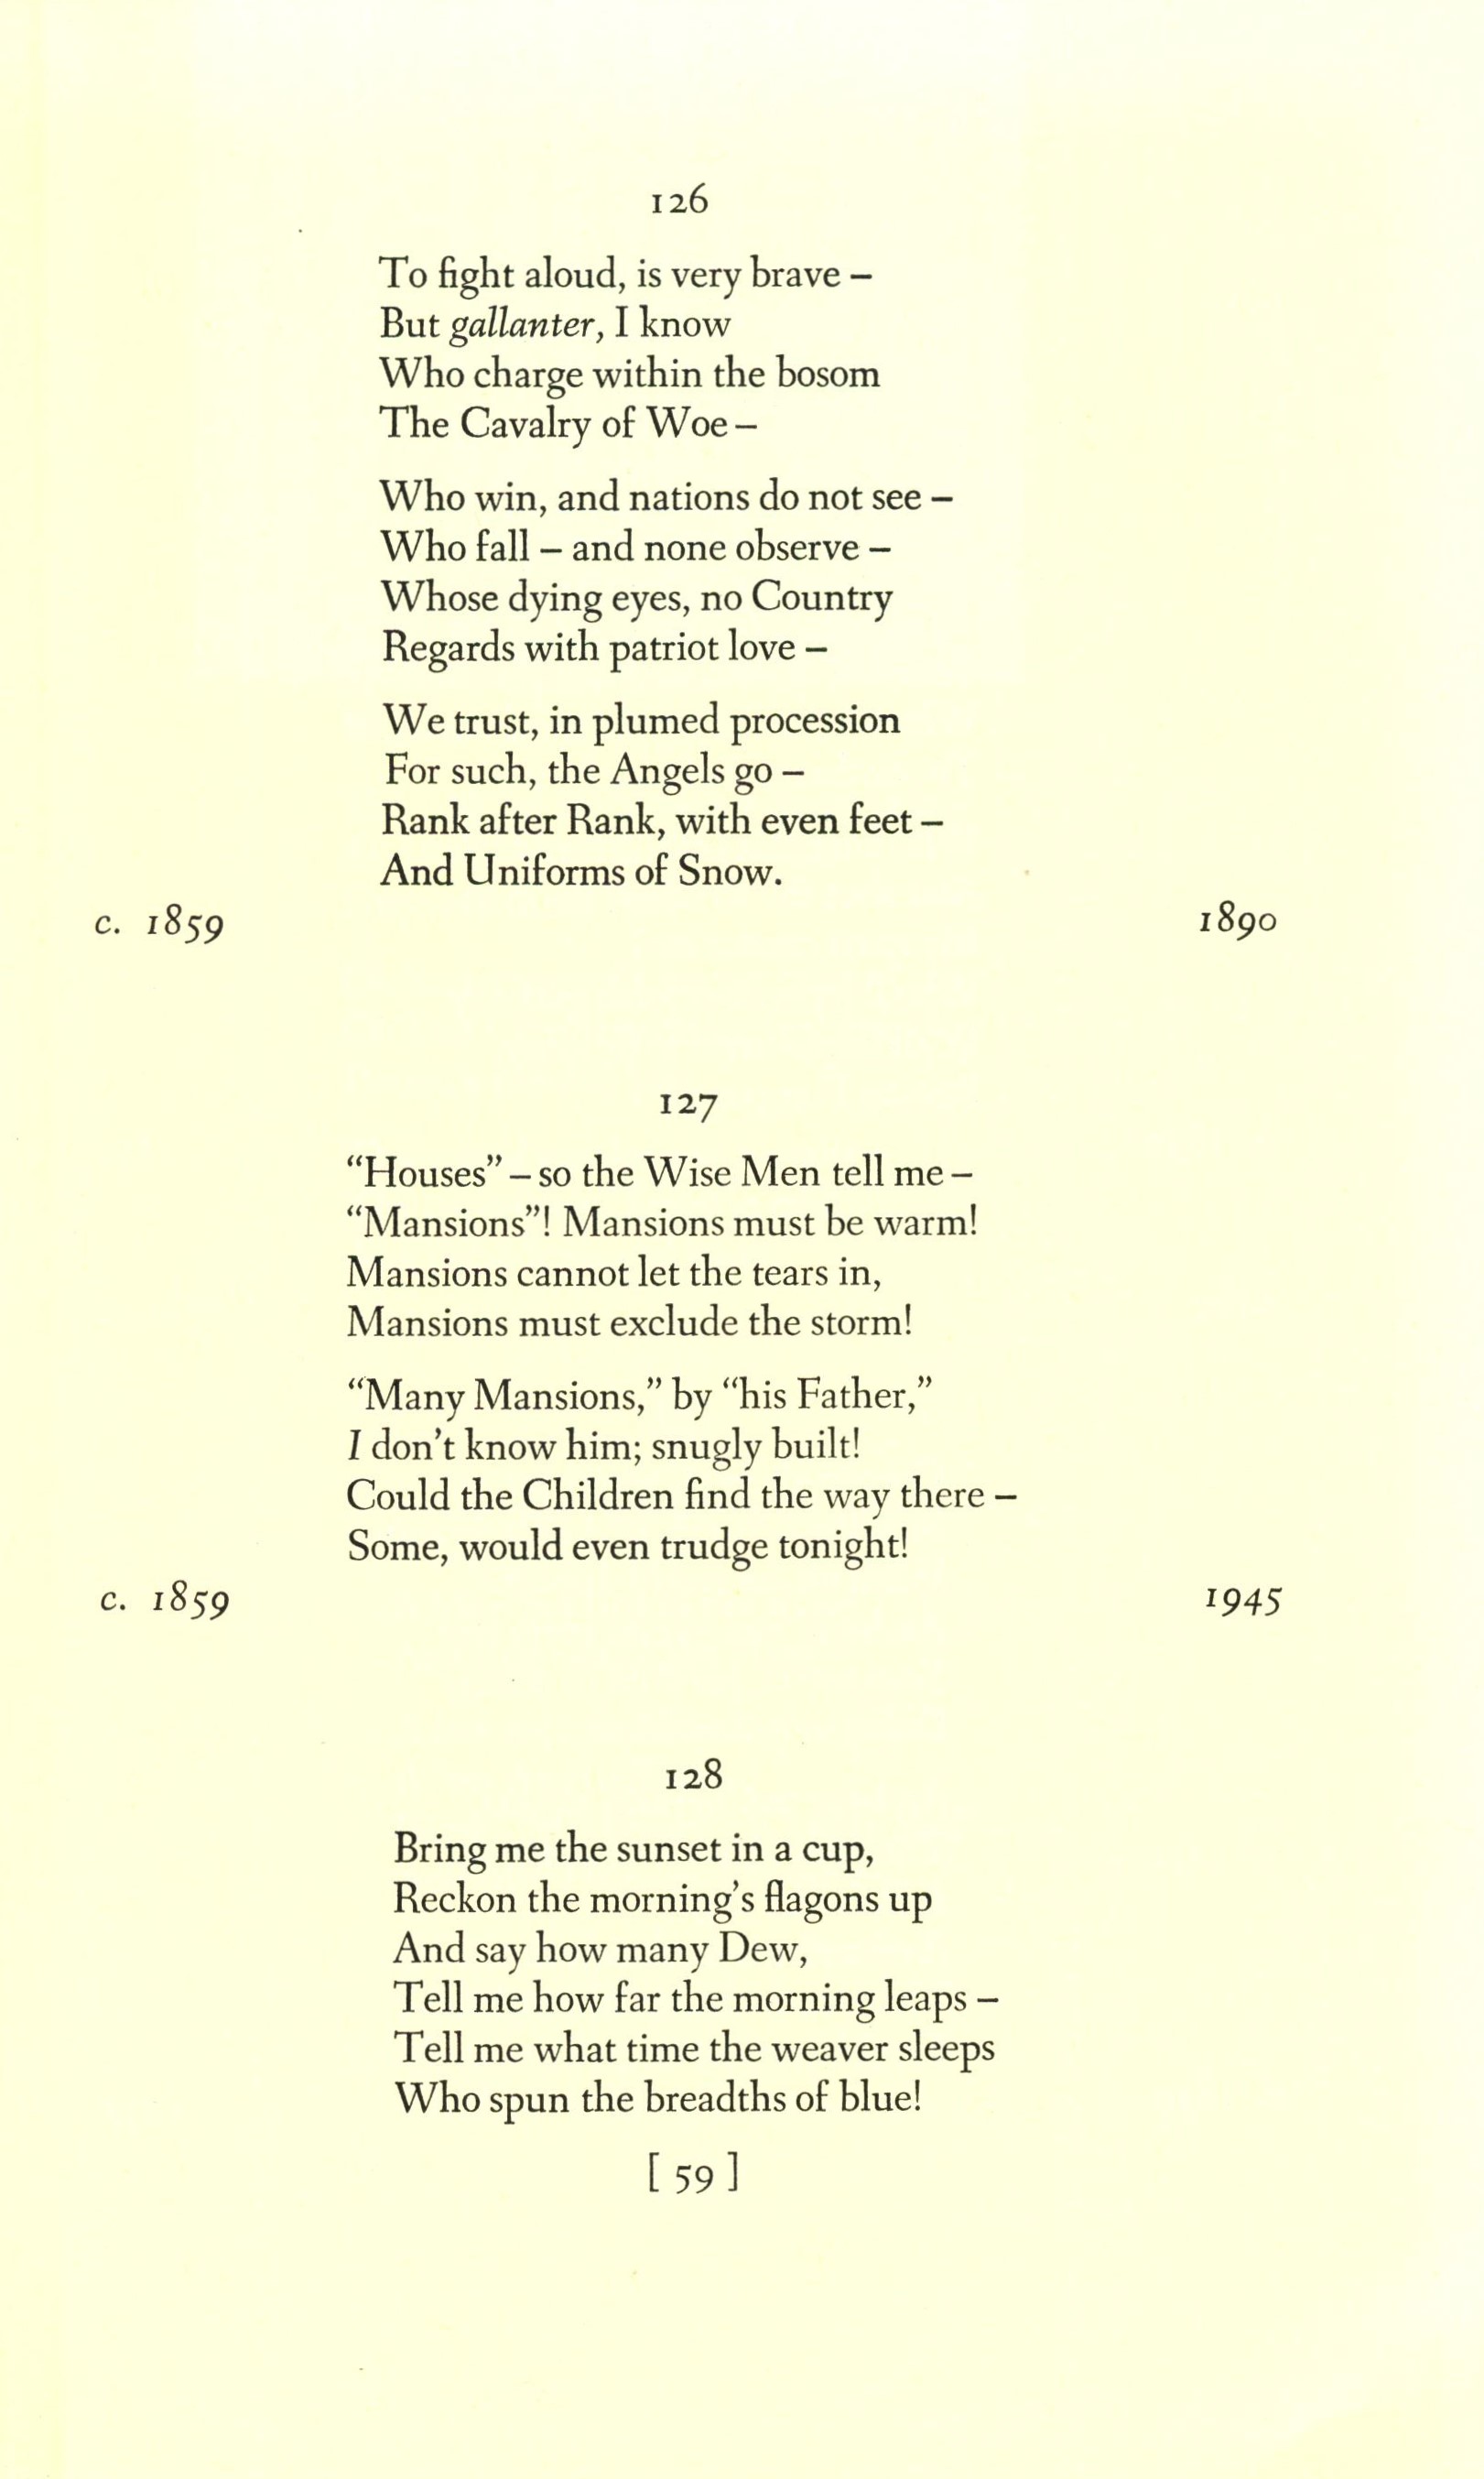 126
To fight aloud, is very brave –
But gallanter, I know
Who charge within the bosom
The Cavalry of Woe –
Who win, and nations do not see –
Who fall – and none observe –
Whose dying eyes, no Country
Regards with patriot love –
We trust, in plumed procession
For such, the Angels go –
Rank after Rank, with even feet –
And Uniforms of Snow.
c. 1859 1890
127
“Houses” – so the Wise Men tell me –
“Mansions”! Mansions must be warm!
Mansions cannot let the tears in,
Mansions must exclude the storm!
“Many Mansions,” by “his Father,”
I don’t know him; snugly built!
Could the Children find the way there –
Some, would even trudge tonight!
c. 1859 1945
128
Bring me the sunset in a cup,
Reckon the morning’s flagons up
And say how many Dew,
Tell me how far the morning leaps –
Tell me what time the weaver sleeps
Who spun the breadths of blue!
[ 59 ]